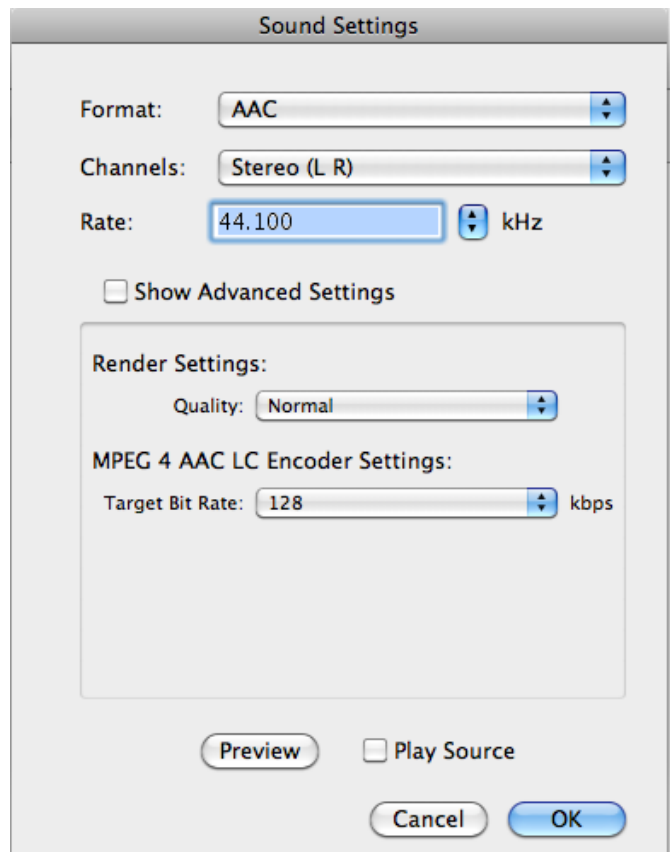 Sound Settings
Format: AAC
Channels: Stereo (L R)
Rate: 44.100 kHz
Show Advanced Settings
Render Settings:
Quality: Normal
MPEG 4 AAC LC Encoder Settings:
Target Bit Rate: 128 kbps
Preview Play Source
Cancel OK